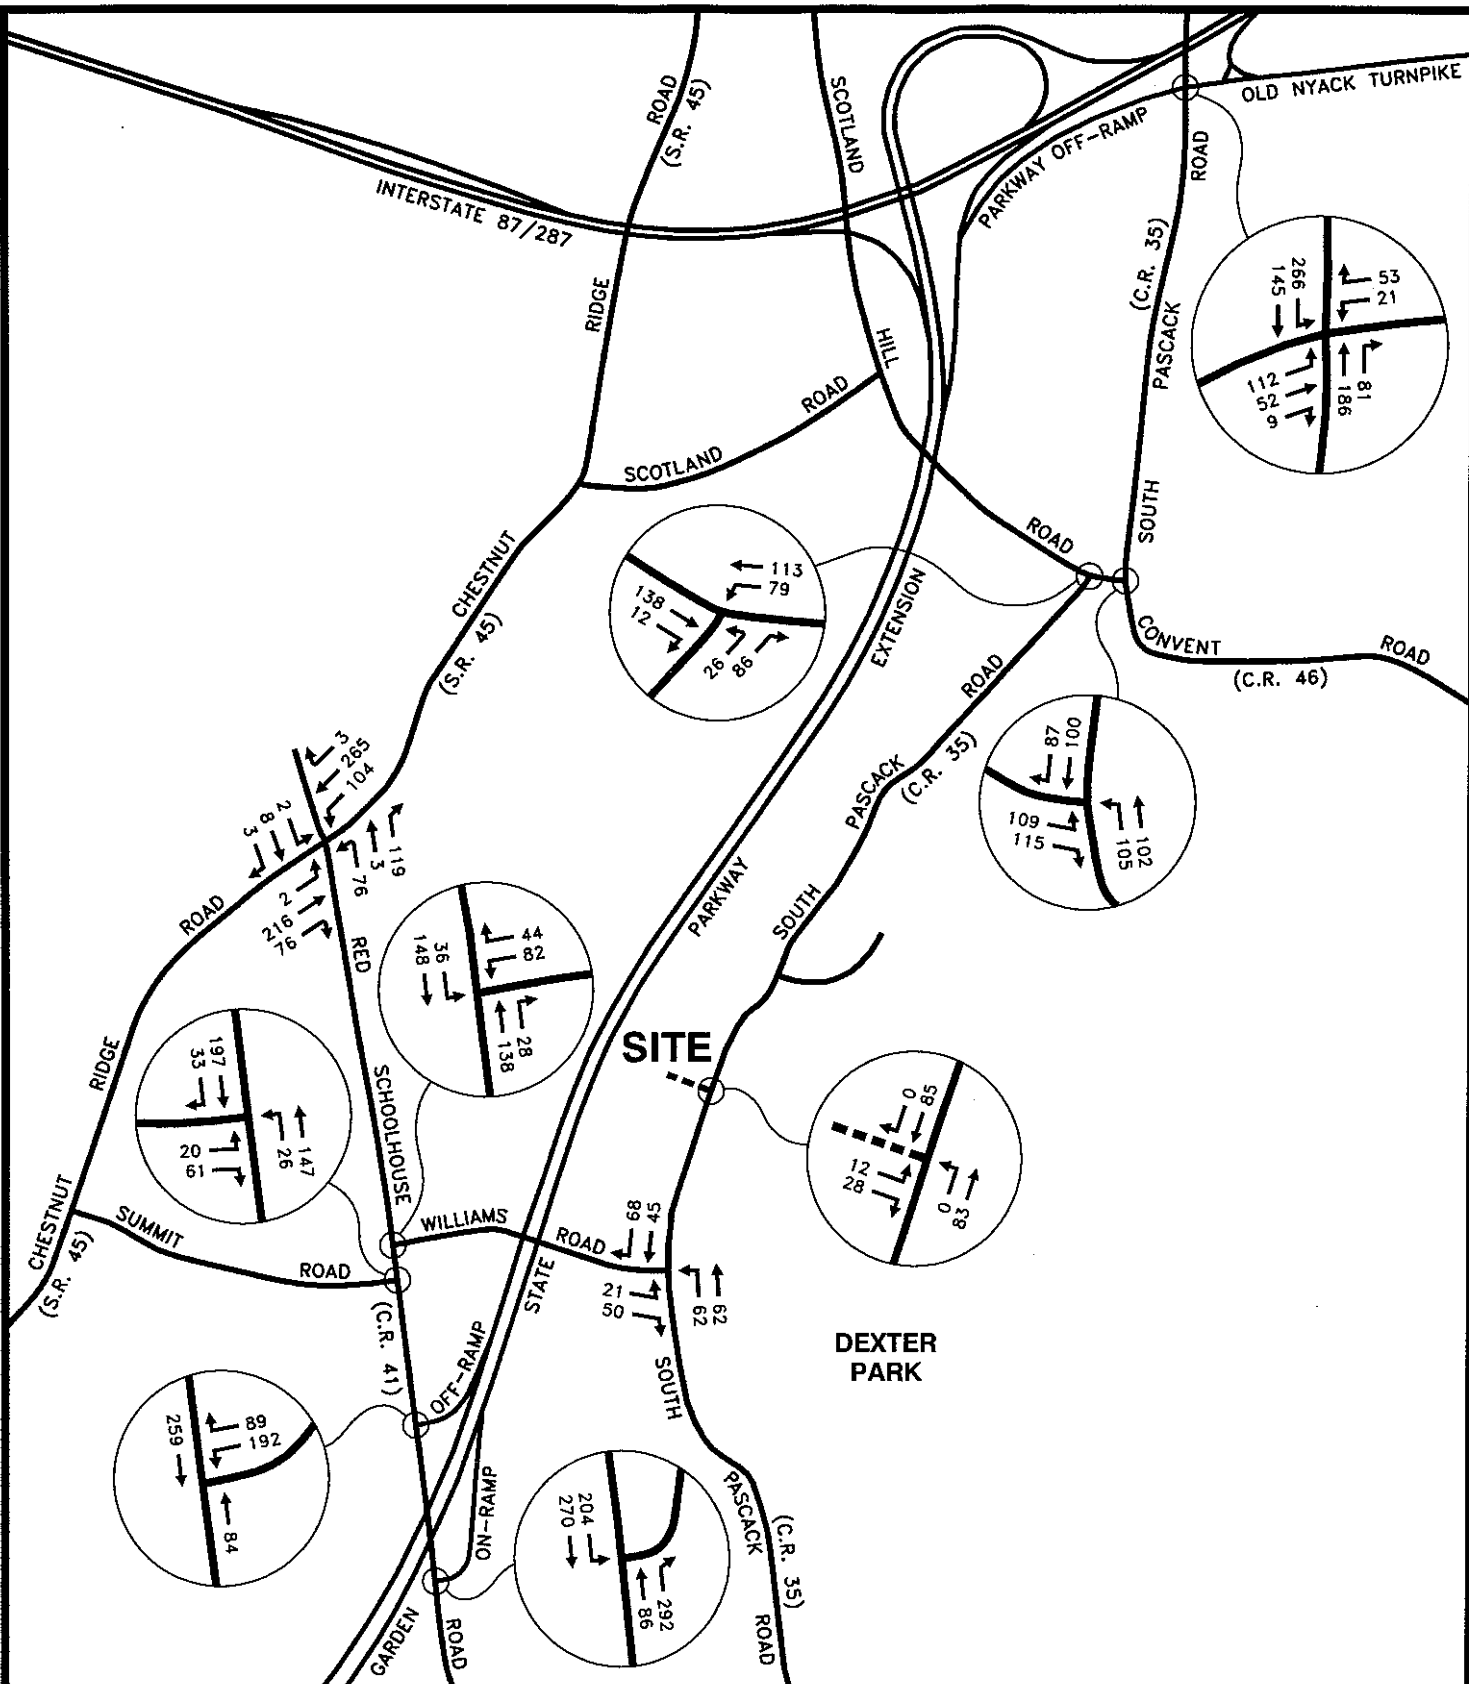 ROAD
(S.R. 45)
SCOTLAND
OLD NYACK TURNPIKE
PARKWAY OFF-RAMP
ROAD
INTERSTATE 87/287
(C.R. 35)
266
145
53
21
RIDGE
HILL
PASCACK
ROAD
112
52
9
186
81
SCOTLAND
SOUTH
ROAD
CHESTNUT
(S.R. 45)
113
79
138
12
26
86
EXTENSION
CONVENT
ROAD
(C.R. 46)
ROAD
87
100
3
265
104
PASCACK
(C.R. 35)
2
8
3
109
115
105
102
119
3
76
2
216
76
PARKWAY
SOUTH
ROAD
RED
36
148
44
82
28
138
SITE
197
33
RIDGE
SCHOOLHOUSE
20
61
26
147
0
85
12
28
0
83
CHESTNUT
(S.R. 45)
SUMMIT
ROAD
WILLIAMS
ROAD
68
45
21
50
62
62
STATE
(C.R. 41)
OFF-RAMP
DEXTER
PARK
SOUTH
259
89
192
84
ON-RAMP
204
270
86
292
PASCACK
(C.R. 35)
GARDEN
ROAD
ROAD